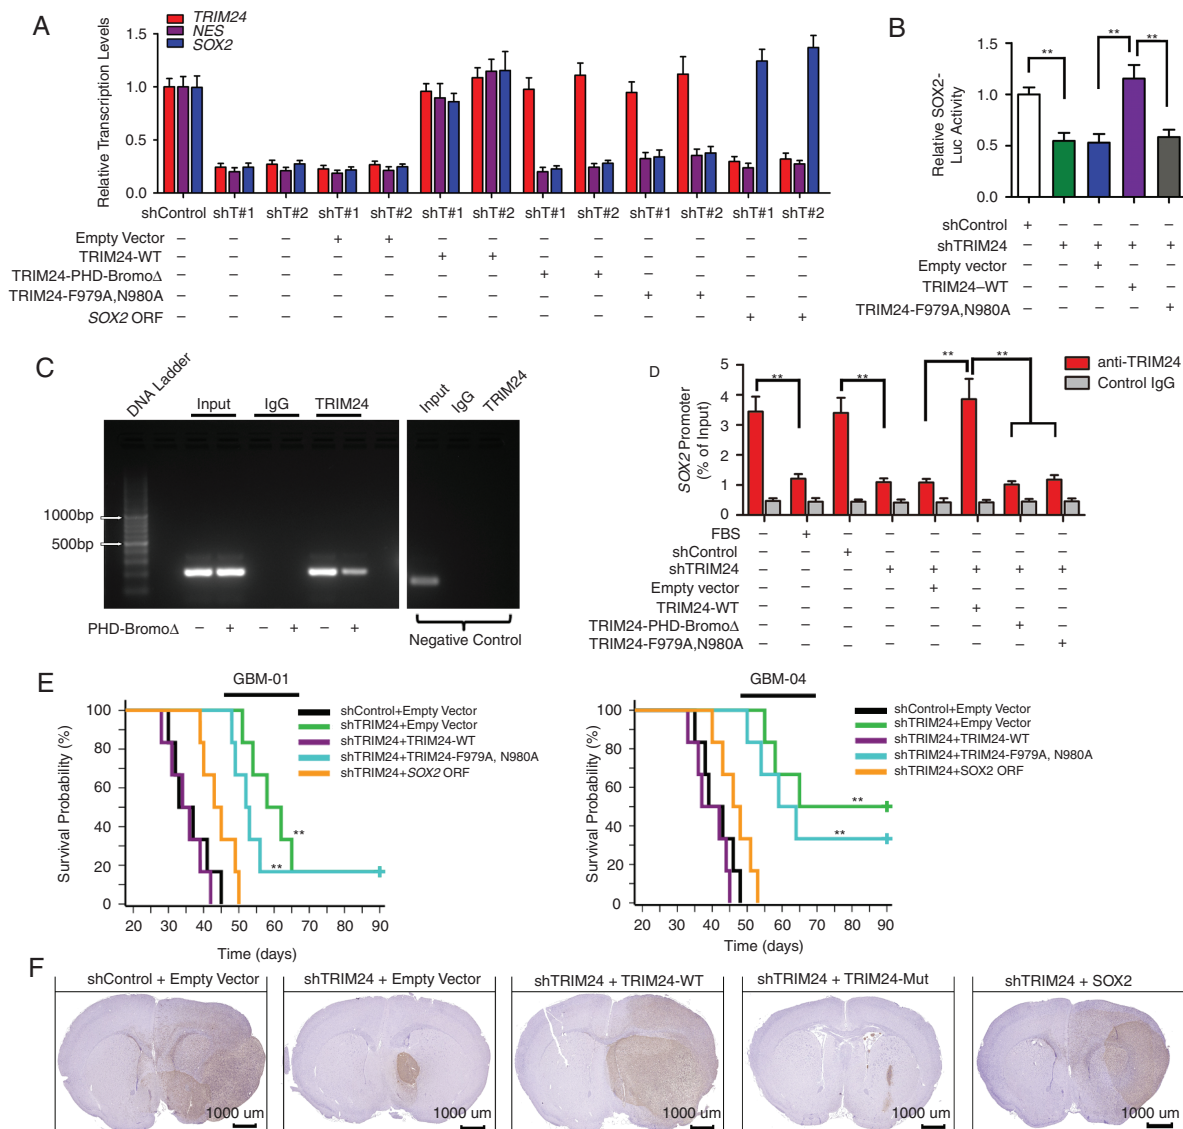 A
TRIM24
NES
SOX2
Relative Transcription Levels
1.5
1.0
0.5
0.0
shControl shT#1 shT#2 shT#1 shT#2 shT#1 shT#2 shT#1 shT#2 shT#1 shT#2 shT#1 shT#2
Empty Vector – – – + + – – – – – – – –
TRIM24-WT – – – – – + + – – – – – –
TRIM24-PHD-BromoΔ – – – – – – – + + – – – –
TRIM24-F979A,N980A – – – – – – – – – + + – –
SOX2 ORF – – – – – – – – – – – + +
B
Relative SOX2-
Luc Activity
1.5
1.0
0.5
0.0
** ** **
shControl + – – – –
shTRIM24 – + + + +
Empty vector – – + – –
TRIM24–WT – – – + –
TRIM24-F979A,N980A – – – – +
C
DNA Ladder
Input IgG TRIM24
Input IgG TRIM24
1000bp
500bp
PHD-BromoΔ – + – + – +
Negative Control
D
anti-TRIM24
Control IgG
SOX2 Promoter
(% of Input)
5
4
3
2
1
0
** ** ** **
FBS – + – – – – – –
shControl – – + – – – – –
shTRIM24 – – – + + + + +
Empty vector – – – – + – – –
TRIM24-WT – – – – – + – –
TRIM24-PHD-BromoΔ – – – – – – + –
TRIM24-F979A,N980A – – – – – – – +
E
GBM-01
shControl+Empty Vector
shTRIM24+Empy Vector
shTRIM24+TRIM24-WT
shTRIM24+TRIM24-F979A, N980A
shTRIM24+SOX2 ORF
Survival Probability (%)
100
80
60
40
20
0
**
**
20 30 40 50 60 70 80 90
Time (days)
GBM-04
shControl+Empty Vector
shTRIM24+Empty Vector
shTRIM24+TRIM24-WT
shTRIM24+TRIM24-F979A, N980A
shTRIM24+SOX2 ORF
Survival Probability (%)
100
80
60
40
20
0
**
**
20 30 40 50 60 70 80 90
Time (days)
F
shControl + Empty Vector
shTRIM24 + Empty Vector
shTRIM24 + TRIM24-WT
shTRIM24 + TRIM24-Mut
shTRIM24 + SOX2
1000 um
1000 um
1000 um
1000 um
1000 um